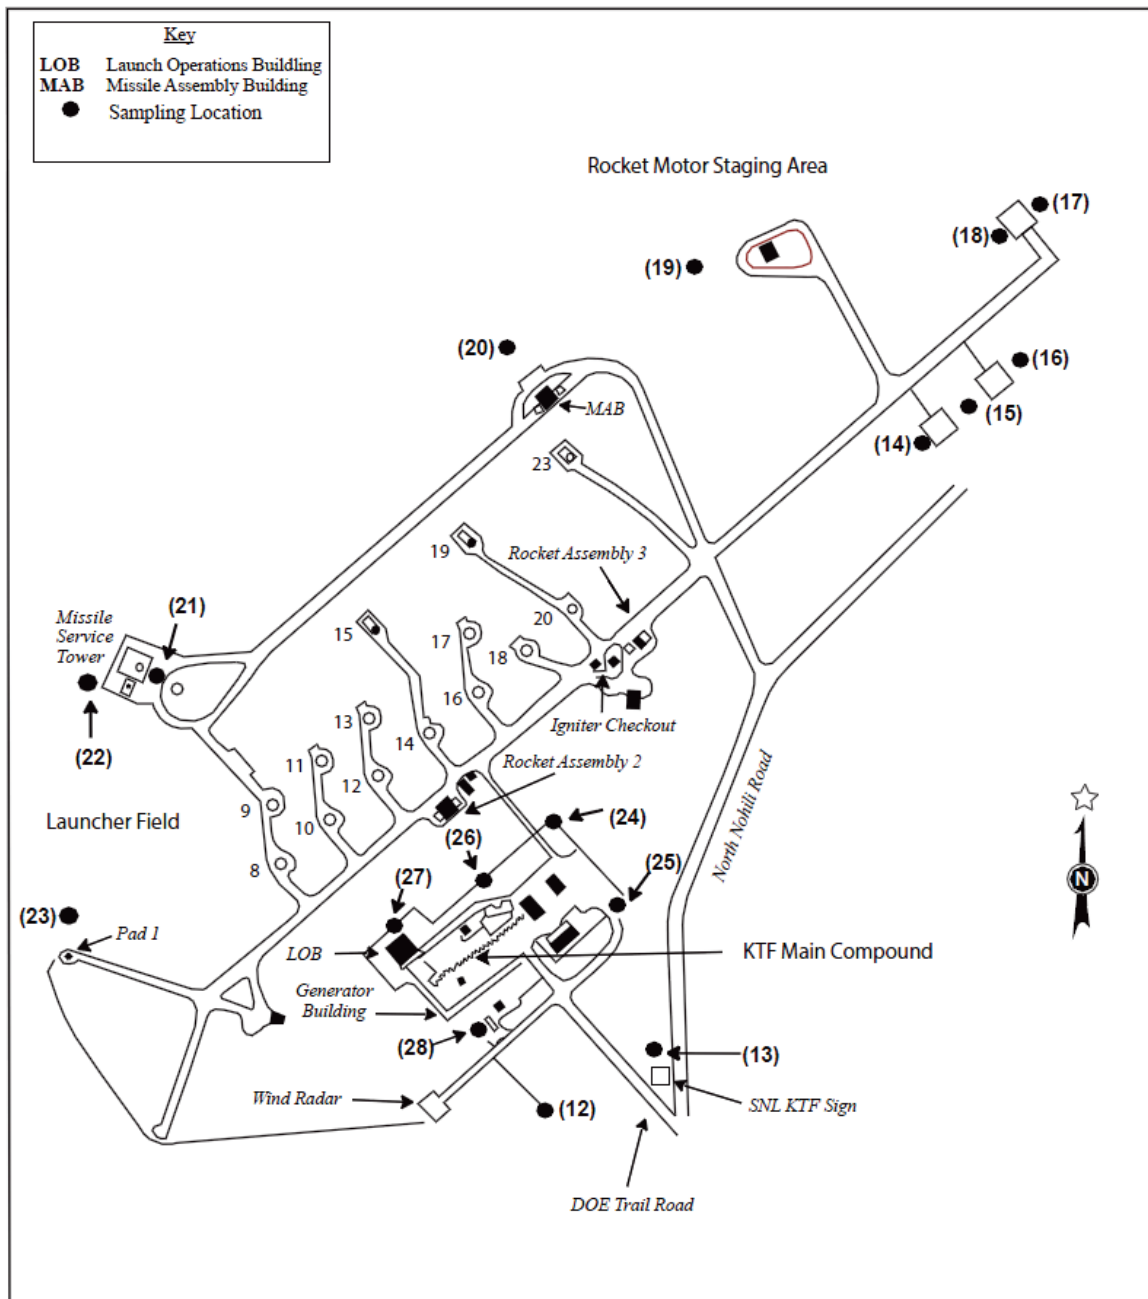 Key
LOB Launch Operations Buildling
MAB Missile Assembly Building
Sampling Location
Rocket Motor Staging Area
(17)
(18)
(19)
(20)
(16)
MAB
(15)
(14)
23
19
Rocket Assembly 3
(21)
Missile
Service
Tower
20
15
17
18
16
(22)
13
Igniter Checkout
14
11
Rocket Assembly 2
12
North Nohili Road
9
Launcher Field
10
(24)
(26)
8
(27)
(25)
N
(23)
Pad 1
LOB
KTF Main Compound
Generator
Building
(28)
(13)
Wind Radar
(12)
SNL KTF Sign
DOE Trail Road